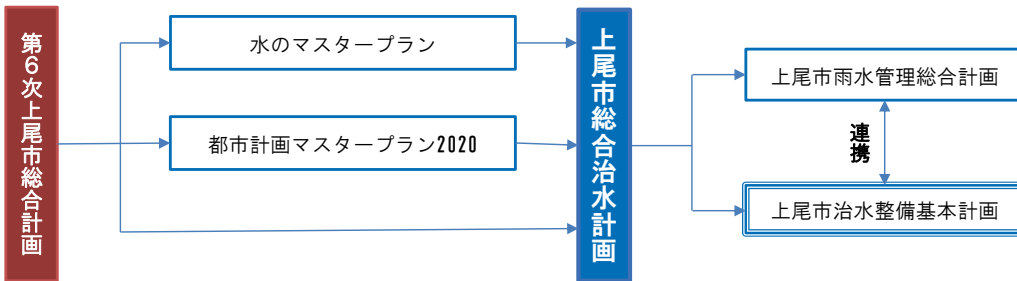 第6次上尾市総合計画
水のマスタープラン
都市計画マスタープラン2020
上尾市総合治水計画
上尾市雨水管理総合計画
連携
上尾市治水整備基本計画